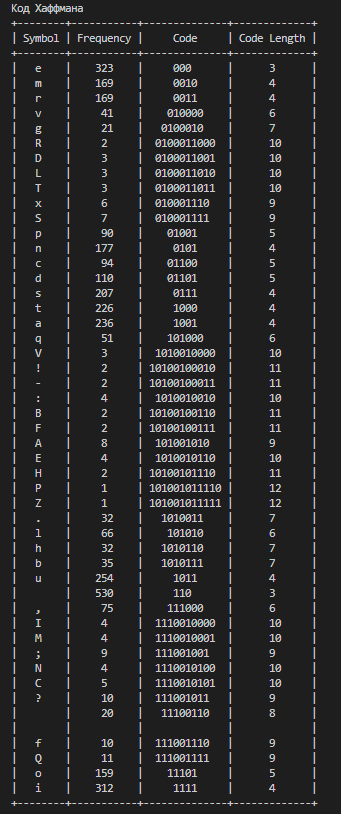 Код Хаффмана
+--------+-----------+--------------+-------------+
| Symbol | Frequency | Code | Code Length |
+--------+-----------+--------------+-------------+
| e | 323 | 000 | 3 |
| m | 169 | 0010 | 4 |
| r | 169 | 0011 | 4 |
| v | 41 | 010000 | 6 |
| g | 21 | 0100010 | 7 |
| R | 2 | 0100011000 | 10 |
| D | 3 | 0100011001 | 10 |
| L | 3 | 0100011010 | 10 |
| T | 3 | 0100011011 | 10 |
| x | 6 | 010001110 | 9 |
| S | 7 | 010001111 | 9 |
| p | 90 | 01001 | 5 |
| n | 177 | 0101 | 4 |
| c | 94 | 01100 | 5 |
| d | 110 | 01101 | 5 |
| s | 207 | 0111 | 4 |
| t | 226 | 1000 | 4 |
| a | 236 | 1001 | 4 |
| q | 51 | 101000 | 6 |
| V | 3 | 1010010000 | 10 |
| ! | 2 | 10100100010 | 11 |
| - | 2 | 10100100011 | 11 |
| : | 4 | 1010010010 | 10 |
| B | 2 | 10100100110 | 11 |
| F | 2 | 10100100111 | 11 |
| A | 8 | 101001010 | 9 |
| E | 4 | 1010010110 | 10 |
| H | 2 | 10100101110 | 11 |
| P | 1 | 101001011110 | 12 |
| Z | 1 | 101001011111 | 12 |
| . | 32 | 1010011 | 7 |
| l | 66 | 101010 | 6 |
| h | 32 | 1010110 | 7 |
| b | 35 | 1010111 | 7 |
| u | 254 | 1011 | 4 |
| | 530 | 110 | 3 |
| , | 75 | 111000 | 6 |
| I | 4 | 1110010000 | 10 |
| M | 4 | 1110010001 | 10 |
| ; | 9 | 111001001 | 9 |
| N | 4 | 1110010100 | 10 |
| C | 5 | 1110010101 | 10 |
| ? | 10 | 111001011 | 9 |
| | 20 | 11100110 | 8 |
| | | | |
| f | 10 | 111001110 | 9 |
| Q | 11 | 111001111 | 9 |
| o | 159 | 11101 | 5 |
| i | 312 | 1111 | 4 |
+--------+-----------+--------------+-------------+